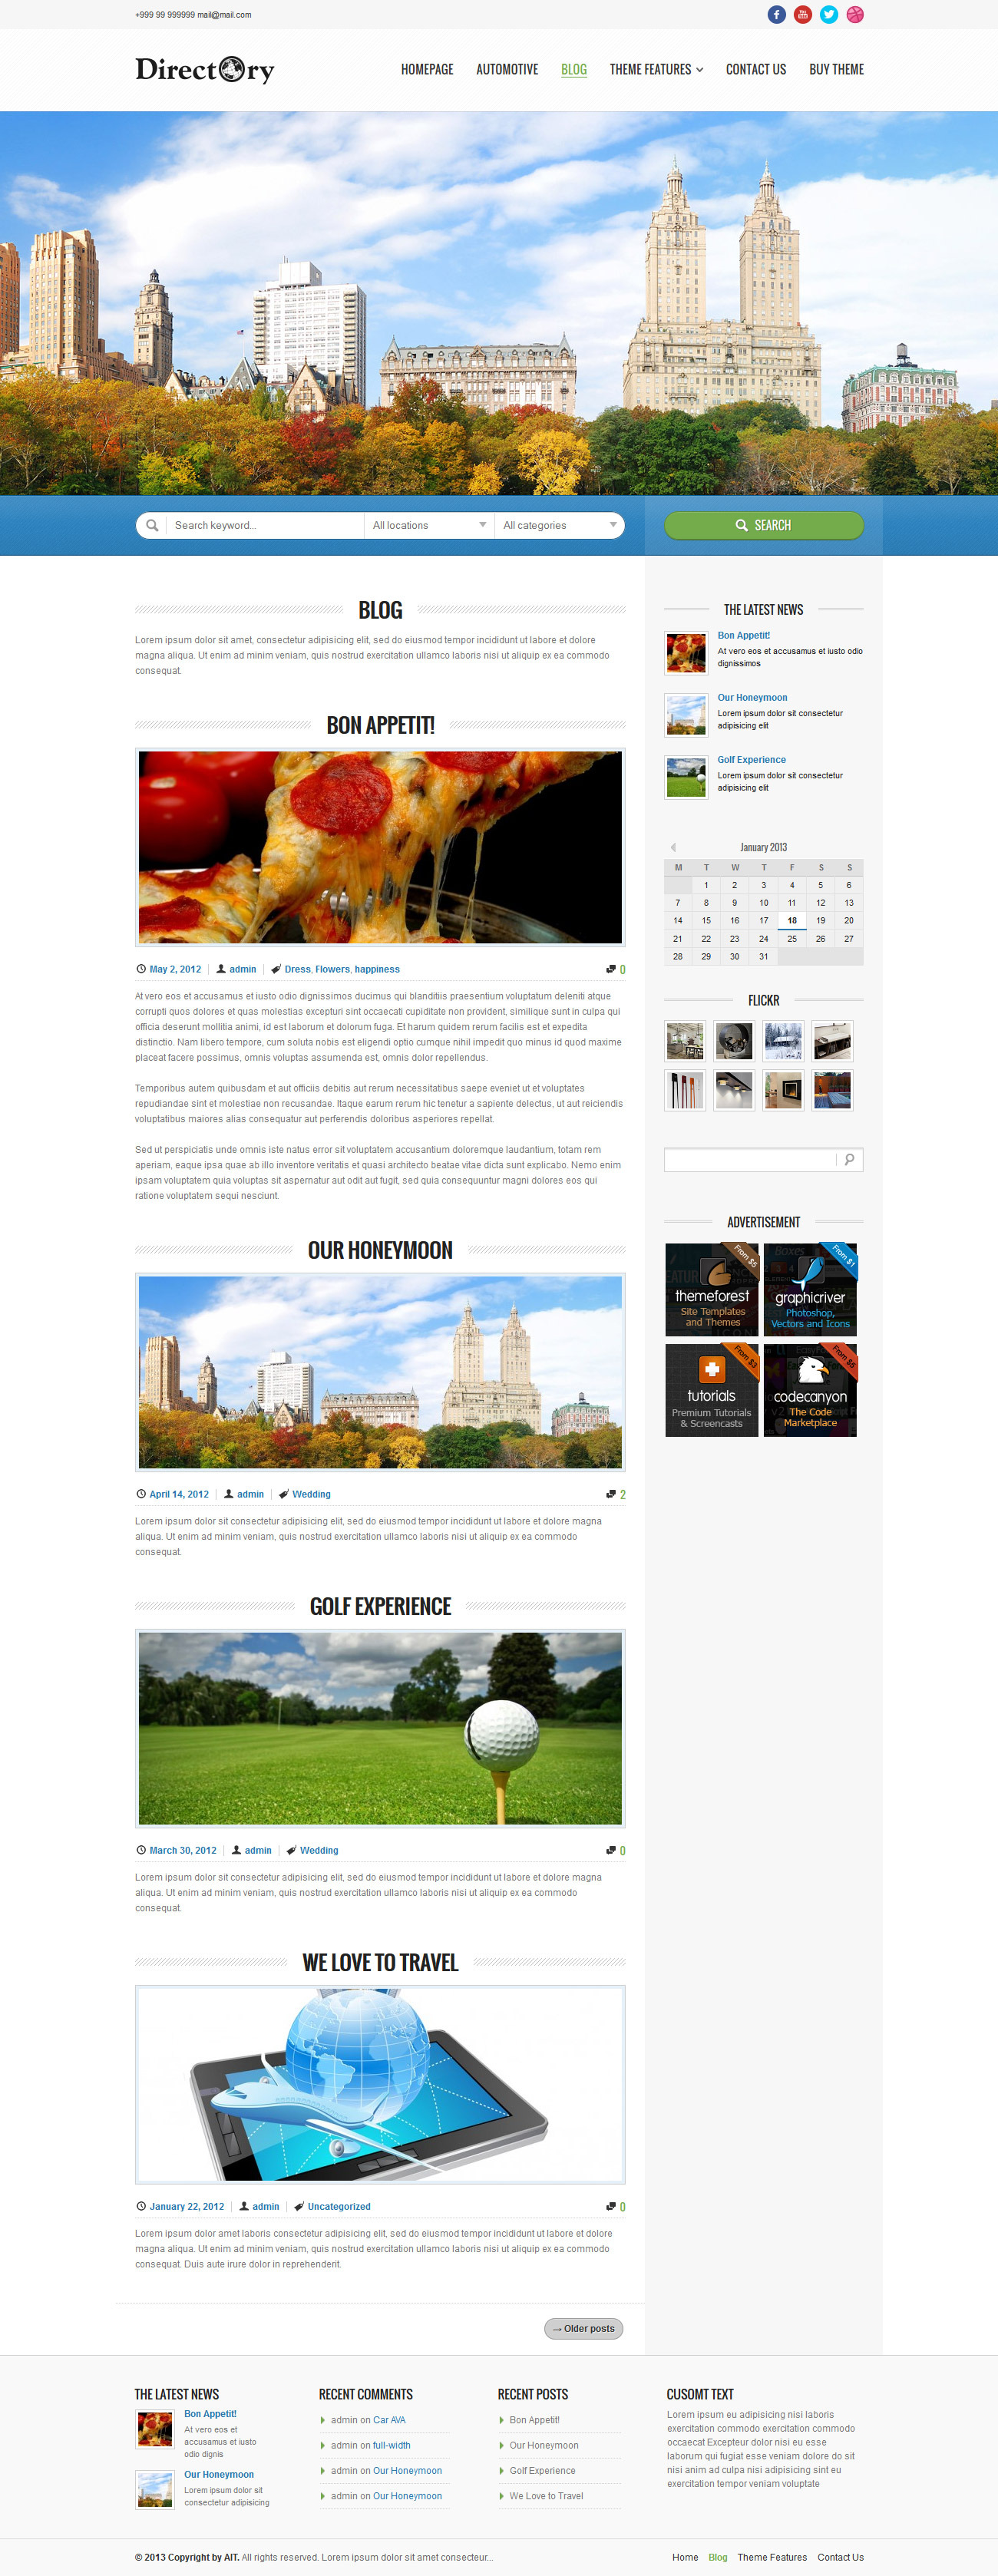 +999 99 999999 mail@mail.com
Directory
HOMEPAGE AUTOMOTIVE BLOG THEME FEATURES CONTACT US BUY THEME
Search keyword... All locations All categories SEARCH
BLOG
Lorem ipsum dolor sit amet, consectetur adipisicing elit, sed do eiusmod tempor incididunt ut labore et dolore
magna aliqua. Ut enim ad minim veniam, quis nostrud exercitation ullamco laboris nisi ut aliquip ex ea commodo
consequat.
BON APPETIT!
May 2, 2012 admin Dress, Flowers, happiness 0
At vero eos et accusamus et iusto odio dignissimos ducimus qui blanditiis praesentium voluptatum deleniti atque
corrupti quos dolores et quas molestias excepturi sint occaecati cupiditate non provident, similique sunt in culpa qui
officia deserunt mollitia animi, id est laborum et dolorum fuga. Et harum quidem rerum facilis est et expedita
distinctio. Nam libero tempore, cum soluta nobis est eligendi optio cumque nihil impedit quo minus id quod maxime
placeat facere possimus, omnis voluptas assumenda est, omnis dolor repellendus.
Temporibus autem quibusdam et aut officiis debitis aut rerum necessitatibus saepe eveniet ut et voluptates
repudiandae sint et molestiae non recusandae. Itaque earum rerum hic tenetur a sapiente delectus, ut aut reiciendis
voluptatibus maiores alias consequatur aut perferendis doloribus asperiores repellat.
Sed ut perspiciatis unde omnis iste natus error sit voluptatem accusantium doloremque laudantium, totam rem
aperiam, eaque ipsa quae ab illo inventore veritatis et quasi architecto beatae vitae dicta sunt explicabo. Nemo enim
ipsam voluptatem quia voluptas sit aspernatur aut odit aut fugit, sed quia consequuntur magni dolores eos qui
ratione voluptatem sequi nesciunt.
OUR HONEYMOON
April 14, 2012 admin Wedding 2
Lorem ipsum dolor sit consectetur adipisicing elit, sed do eiusmod tempor incididunt ut labore et dolore magna
aliqua. Ut enim ad minim veniam, quis nostrud exercitation ullamco laboris nisi ut aliquip ex ea commodo
consequat.
GOLF EXPERIENCE
March 30, 2012 admin Wedding 0
Lorem ipsum dolor sit consectetur adipisicing elit, sed do eiusmod tempor incididunt ut labore et dolore magna
aliqua. Ut enim ad minim veniam, quis nostrud exercitation ullamco laboris nisi ut aliquip ex ea commodo
consequat.
WE LOVE TO TRAVEL
January 22, 2012 admin Uncategorized 0
Lorem ipsum dolor amet laboris consectetur adipisicing elit, sed do eiusmod tempor incididunt ut labore et dolore
magna aliqua. Ut enim ad minim veniam, quis nostrud exercitation ullamco laboris nisi ut aliquip ex ea commodo
consequat. Duis aute irure dolor in reprehenderit.
→ Older posts
THE LATEST NEWS
Bon Appetit!
At vero eos et accusamus et iusto odio
dignissimos
Our Honeymoon
Lorem ipsum dolor sit consectetur
adipisicing elit
Golf Experience
Lorem ipsum dolor sit consectetur
adipisicing elit
January 2013
M T W T F S S
1 2 3 4 5 6
7 8 9 10 11 12 13
14 15 16 17 18 19 20
21 22 23 24 25 26 27
28 29 30 31
FLICKR
ADVERTISEMENT
From $5
themeforest
Site Templates
and Themes
From $1
graphicriver
Photoshop,
Vectors and Icons
From $3
tutorials
Premium Tutorials
& Screencasts
From $5
codecanyon
The Code
Marketplace
THE LATEST NEWS
Bon Appetit!
At vero eos et
accusamus et iusto
odio dignis
Our Honeymoon
Lorem ipsum dolor sit
consectetur adipisicing
RECENT COMMENTS
admin on Car AVA
admin on full-width
admin on Our Honeymoon
admin on Our Honeymoon
RECENT POSTS
Bon Appetit!
Our Honeymoon
Golf Experience
We Love to Travel
CUSOMT TEXT
Lorem ipsum eu adipisicing nisi laboris
exercitation commodo exercitation commodo
occaecat Excepteur dolor nisi eu esse
laborum qui fugiat esse veniam dolore do sit
nisi anim ad culpa nisi adipisicing sint eu
exercitation tempor veniam voluptate
© 2013 Copyright by AIT. All rights reserved. Lorem ipsum dolor sit amet consecteur...
Home Blog Theme Features Contact Us